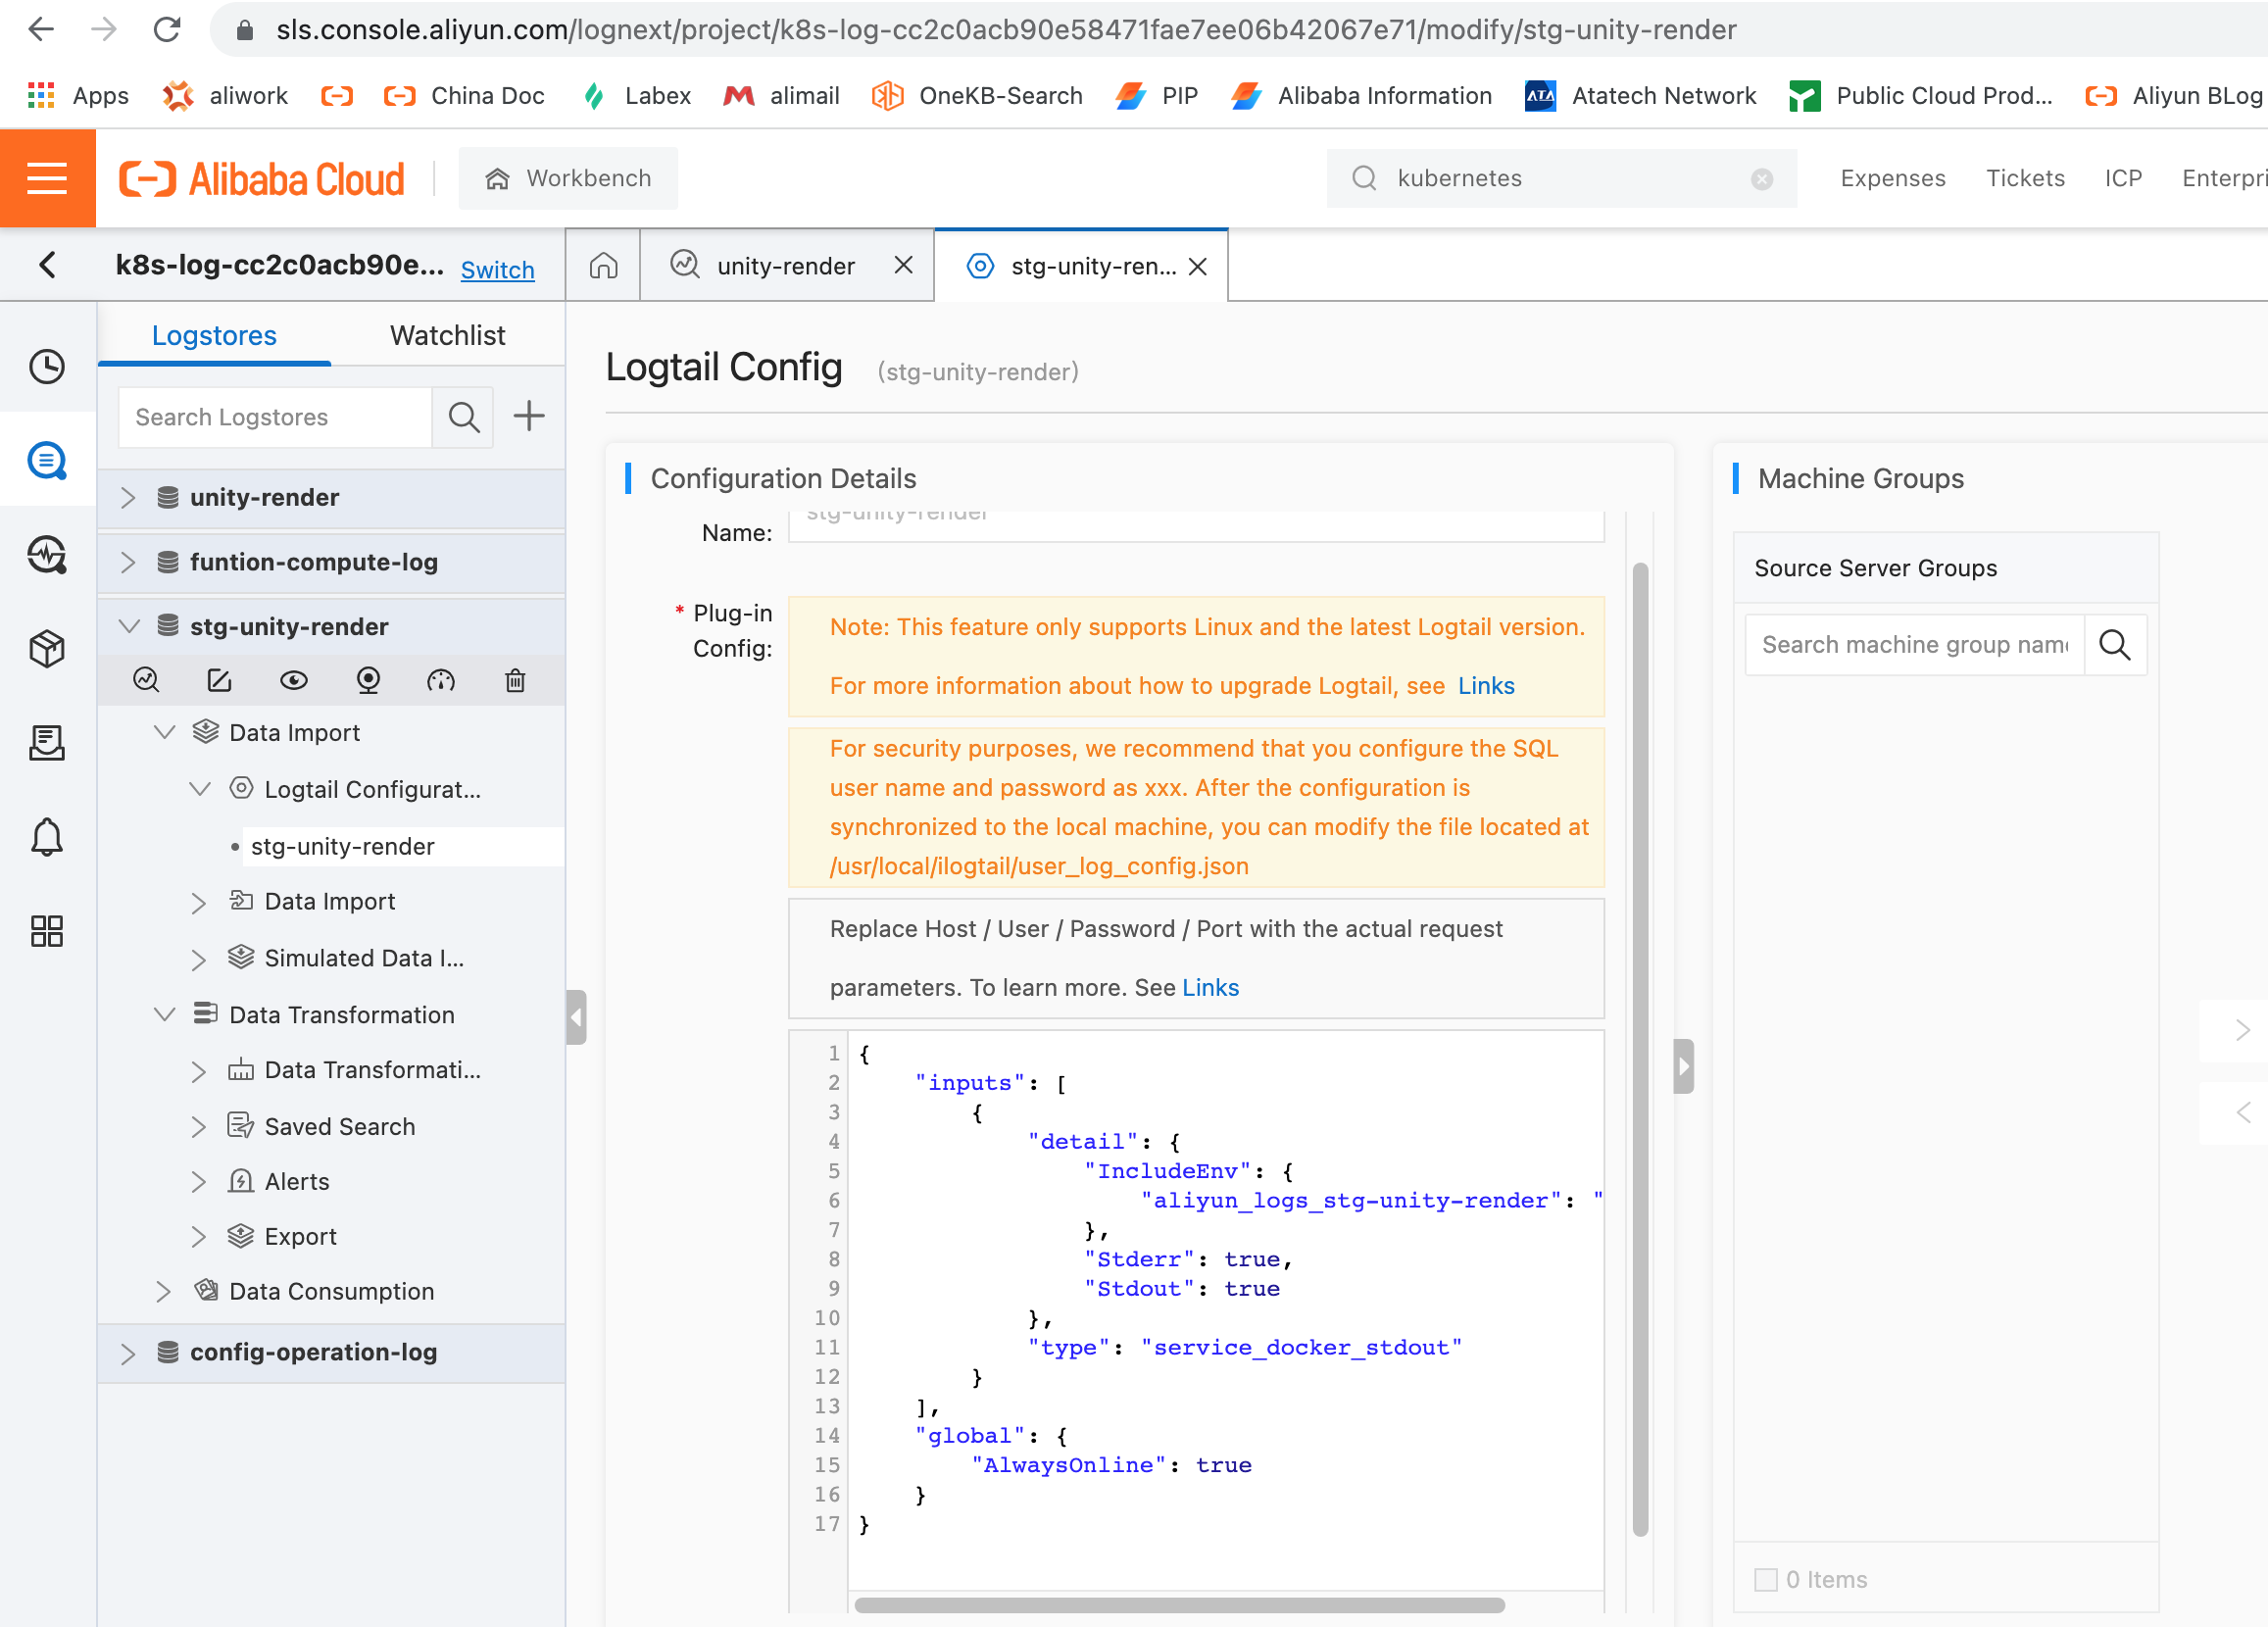 sls.console.aliyun.com/lognext/project/k8s-log-cc2c0acb90e58471fae7ee06b42067e71/modify/stg-unity-render
Apps aliwork China Doc Labex alimail OneKB-Search PIP Alibaba Information ATA Atatech Network Public Cloud Prod... Aliyun BLog
Alibaba Cloud Workbench kubernetes Expenses Tickets ICP Enterpri
k8s-log-cc2c0acb90e... Switch unity-render stg-unity-ren...
Logstores Watchlist
Search Logstores
unity-render
funtion-compute-log
stg-unity-render
Data Import
Logtail Configurat...
stg-unity-render
Data Import
Simulated Data I...
Data Transformation
Data Transformati...
Saved Search
Alerts
Export
Data Consumption
config-operation-log
Logtail Config (stg-unity-render)
Configuration Details
Name: stg-unity-render
* Plug-in Config:
Note: This feature only supports Linux and the latest Logtail version.
For more information about how to upgrade Logtail, see Links
For security purposes, we recommend that you configure the SQL
user name and password as xxx. After the configuration is
synchronized to the local machine, you can modify the file located at
/usr/local/ilogtail/user_log_config.json
Replace Host / User / Password / Port with the actual request
parameters. To learn more. See Links
1 {
2 "inputs": [
3 {
4 "detail": {
5 "IncludeEnv": {
6 "aliyun_logs_stg-unity-render": "
7 },
8 "Stderr": true,
9 "Stdout": true
10 },
11 "type": "service_docker_stdout"
12 }
13 ],
14 "global": {
15 "AlwaysOnline": true
16 }
17 }
Machine Groups
Source Server Groups
Search machine group name
0 Items